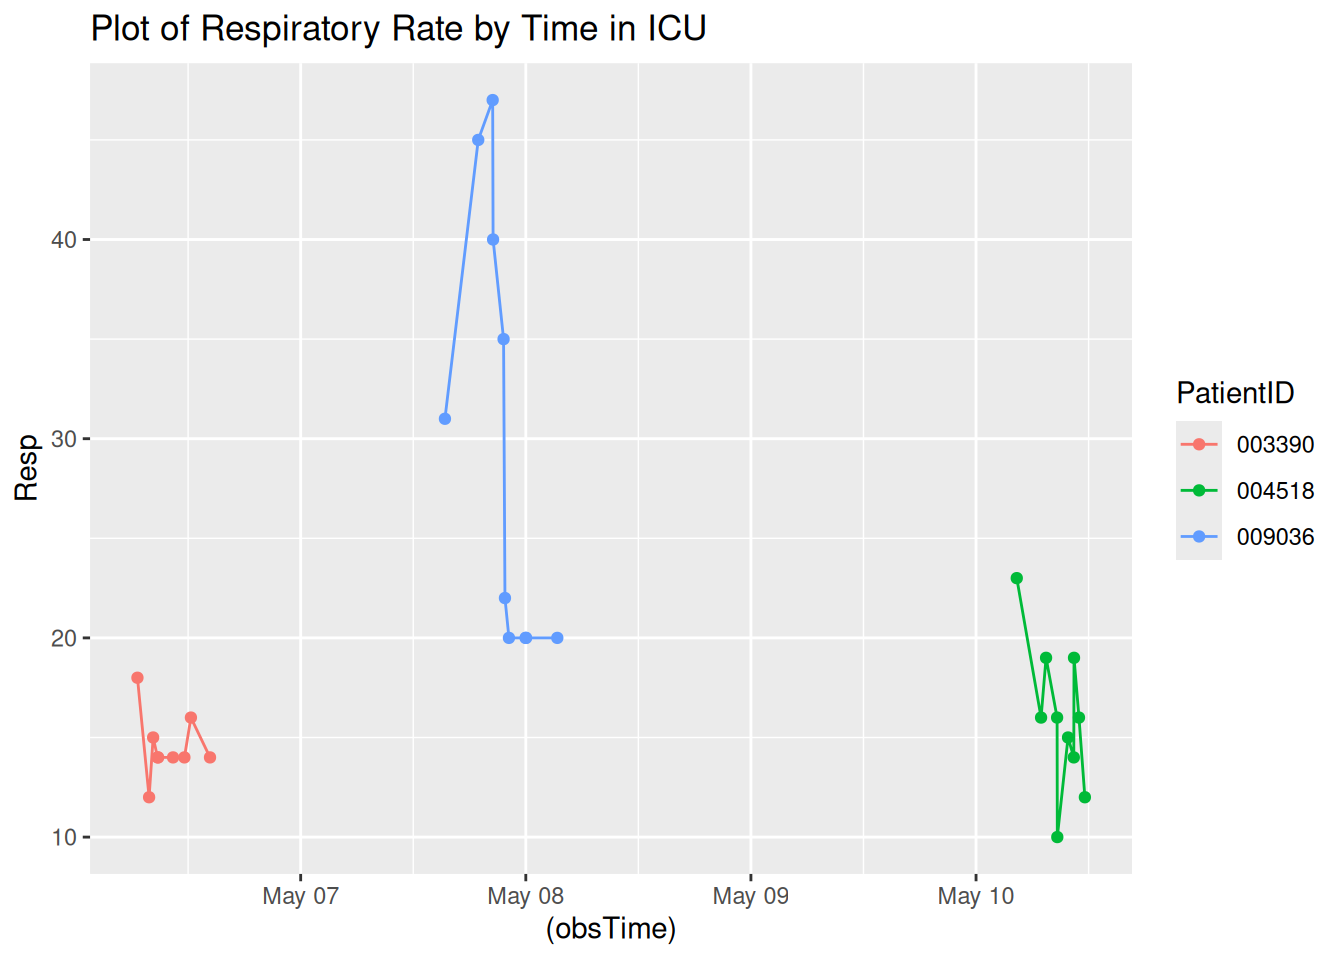 Plot of Respiratory Rate by Time in ICU
Resp
40
30
20
10
May 07
May 08
May 09
May 10
(obsTime)
PatientID
003390
004518
009036